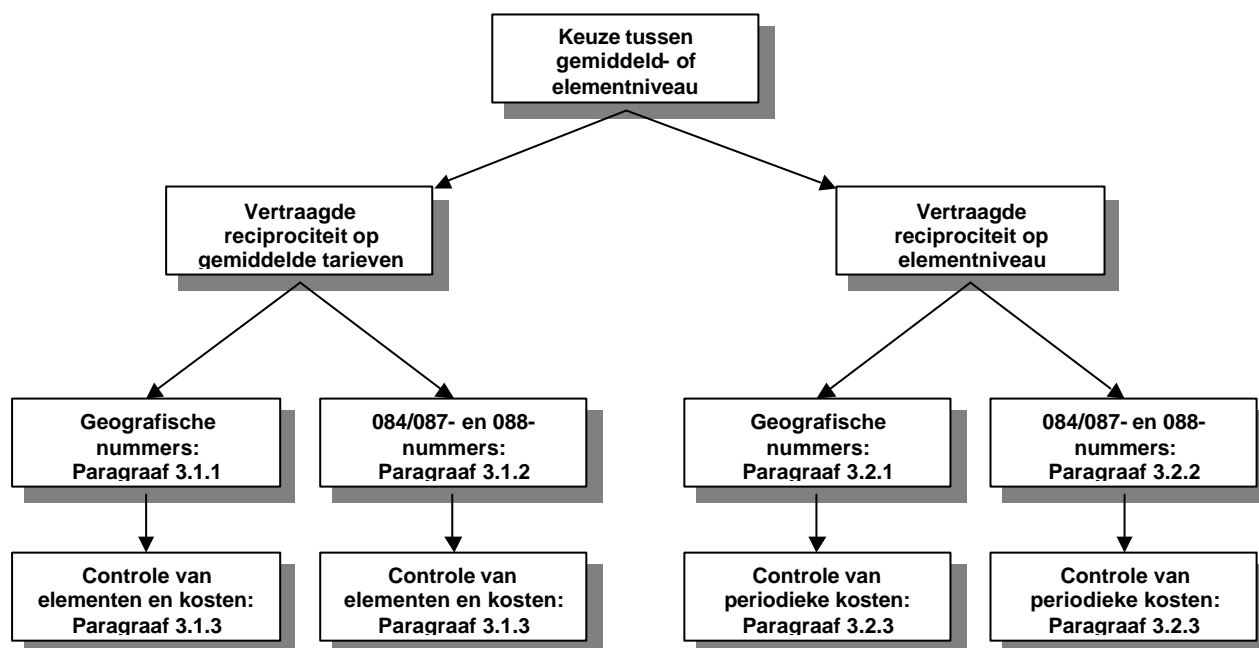 Keuze tussen
gemiddeld- of
elementniveau
Vertraagde
reciprociteit op
gemiddelde tarieven
Vertraagde
reciprociteit op
elementniveau
Geografische
nummers:
Paragraaf 3.1.1
084/087- en 088-
nummers:
Paragraaf 3.1.2
Geografische
nummers:
Paragraaf 3.2.1
084/087- en 088-
nummers:
Paragraaf 3.2.2
Controle van
elementen en kosten:
Paragraaf 3.1.3
Controle van
elementen en kosten:
Paragraaf 3.1.3
Controle van
periodieke kosten:
Paragraaf 3.2.3
Controle van
periodieke kosten:
Paragraaf 3.2.3